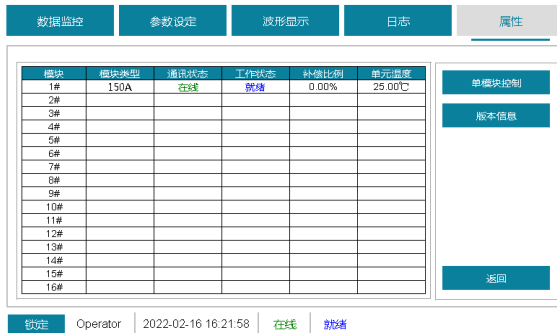 数据监控 参数设定 波形显示 日志 属性
模块 模块类型 通讯状态 工作状态 补偿比例 单元温度
1# 150A 在线 就绪 0.00% 25.00℃
2#
3#
4#
5#
6#
7#
8#
9#
10#
11#
12#
13#
14#
15#
16#
单模块控制
版本信息
返回
锁定 Operator 2022-02-16 16:21:58 在线 就绪